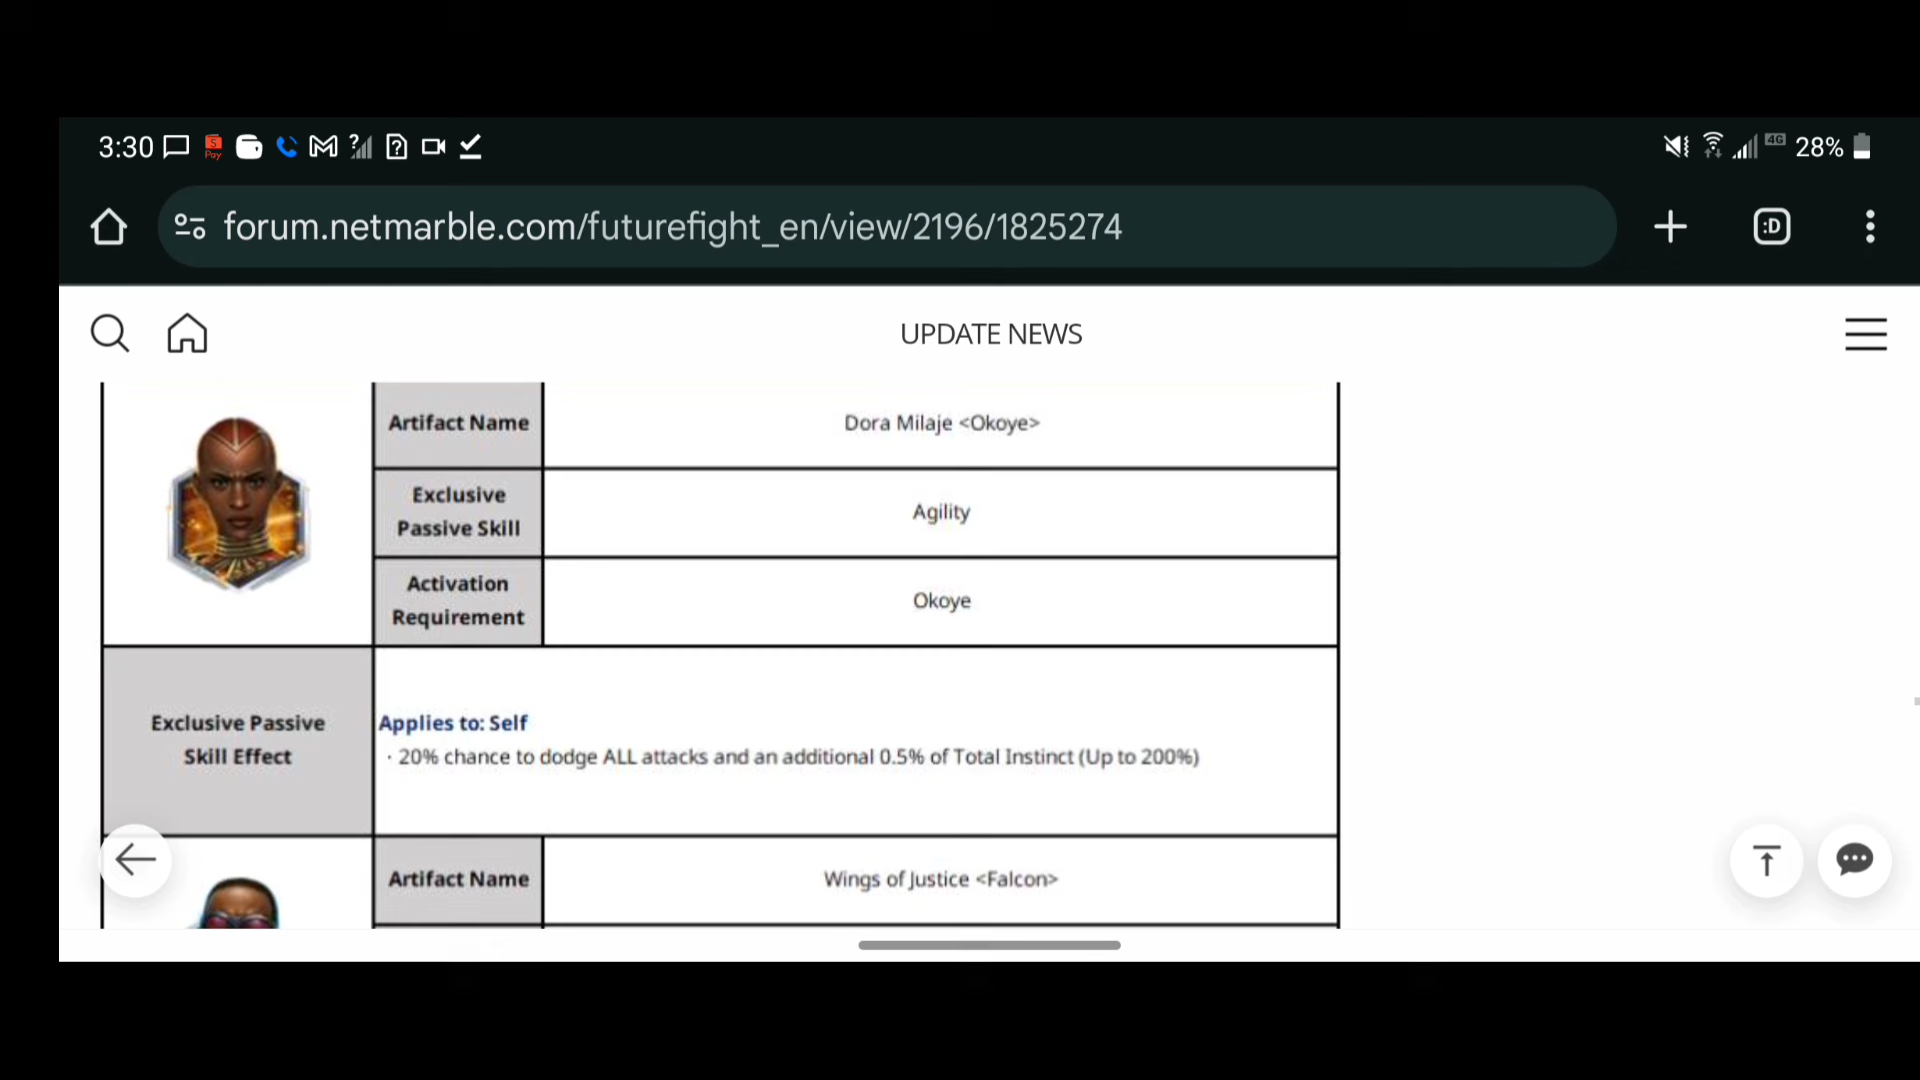 3:30
S Pay
?
?
4G
28%
forum.netmarble.com/futurefight_en/view/2196/1825274
:D
UPDATE NEWS
Artifact Name
Dora Milaje <Okoye>
Exclusive
Passive Skill
Agility
Activation
Requirement
Okoye
Exclusive Passive
Skill Effect
Applies to: Self
· 20% chance to dodge ALL attacks and an additional 0.5% of Total Instinct (Up to 200%)
Artifact Name
Wings of Justice <Falcon>